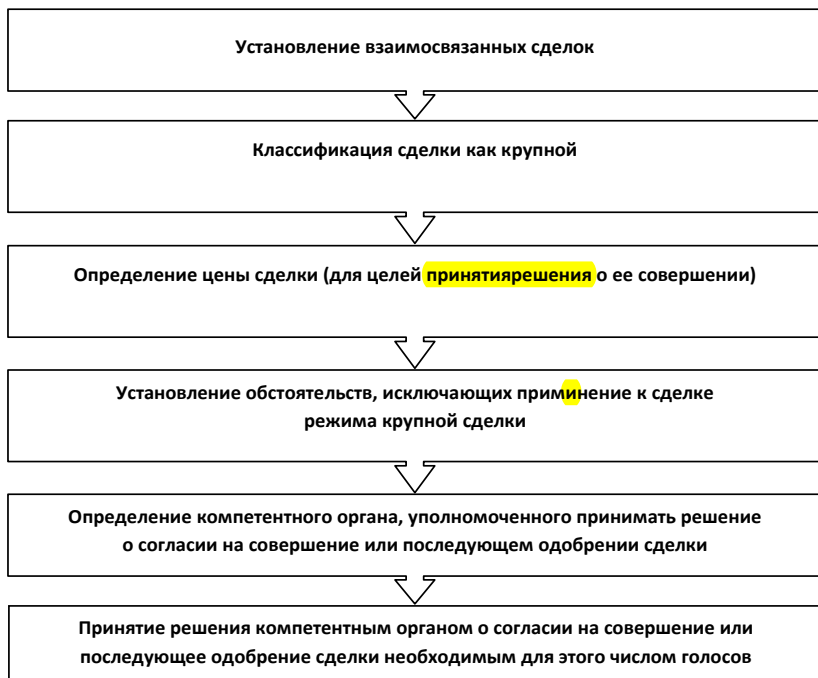 Установление взаимосвязанных сделок
Классификация сделки как крупной
Определение цены сделки (для целей принятиярешения о ее совершении)
Установление обстоятельств, исключающих приминение к сделке
режима крупной сделки
Определение компетентного органа, уполномоченного принимать решение
о согласии на совершение или последующем одобрении сделки
Принятие решения компетентным органом о согласии на совершение или
последующее одобрение сделки необходимым для этого числом голосов